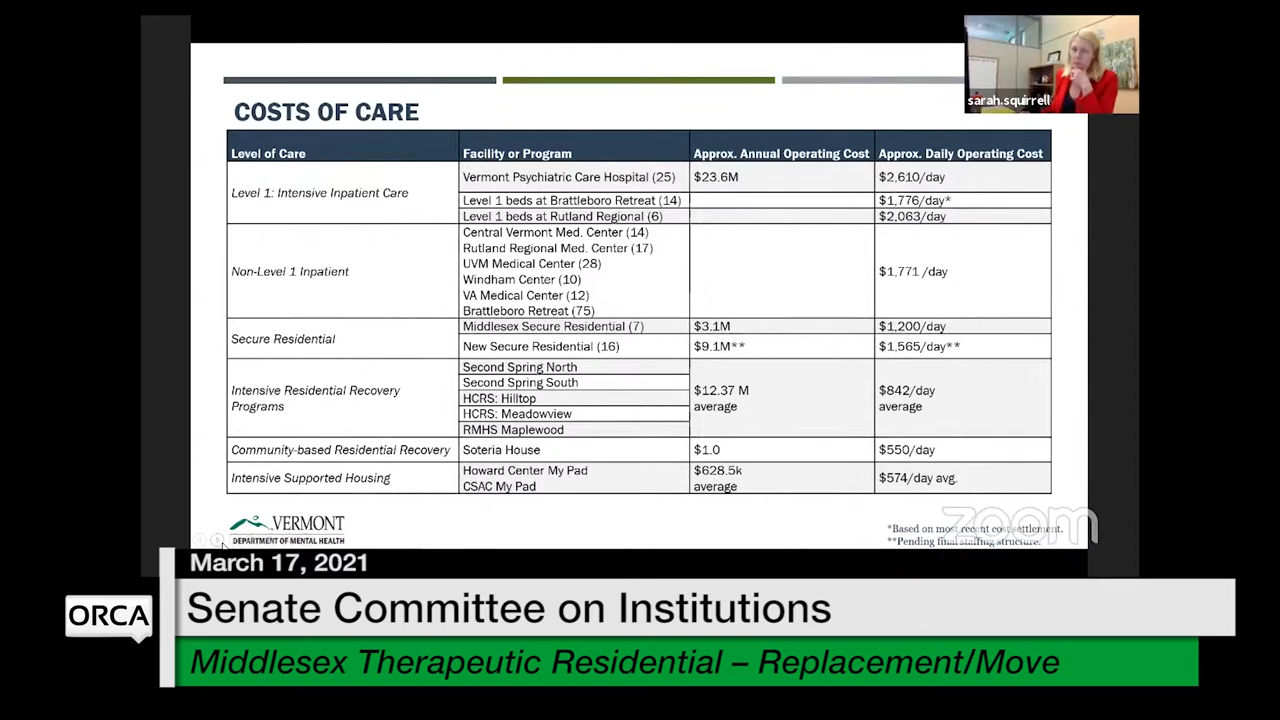 sarah.squirrell
COSTS OF CARE
Level of Care
Facility or Program
Approx. Annual Operating Cost
Approx. Daily Operating Cost
Level 1: Intensive Inpatient Care
Vermont Psychiatric Care Hospital (25)
$23.6M
$2,610/day
Level 1 beds at Brattleboro Retreat (14)
$1,776/day*
Level 1 beds at Rutland Regional (6)
$2,063/day
Non-Level 1 Inpatient
Central Vermont Med. Center (14)
Rutland Regional Med. Center (17)
UVM Medical Center (28)
Windham Center (10)
VA Medical Center (12)
Brattleboro Retreat (75)
$1,771 /day
Secure Residential
Middlesex Secure Residential (7)
$3.1M
$1,200/day
New Secure Residential (16)
$9.1M**
$1,565/day**
Intensive Residential Recovery
Programs
Second Spring North
Second Spring South
HCRS: Hilltop
HCRS: Meadowview
RMHS Maplewood
$12.37 M
average
$842/day
average
Community-based Residential Recovery
Soteria House
$1.0
$550/day
Intensive Supported Housing
Howard Center My Pad
CSAC My Pad
$628.5k
average
$574/day avg.
VERMONT
DEPARTMENT OF MENTAL HEALTH
*Based on most recent cost settlement.
**Pending final staffing structure.
zoom
March 17, 2021
ORCA
Senate Committee on Institutions
Middlesex Therapeutic Residential – Replacement/Move